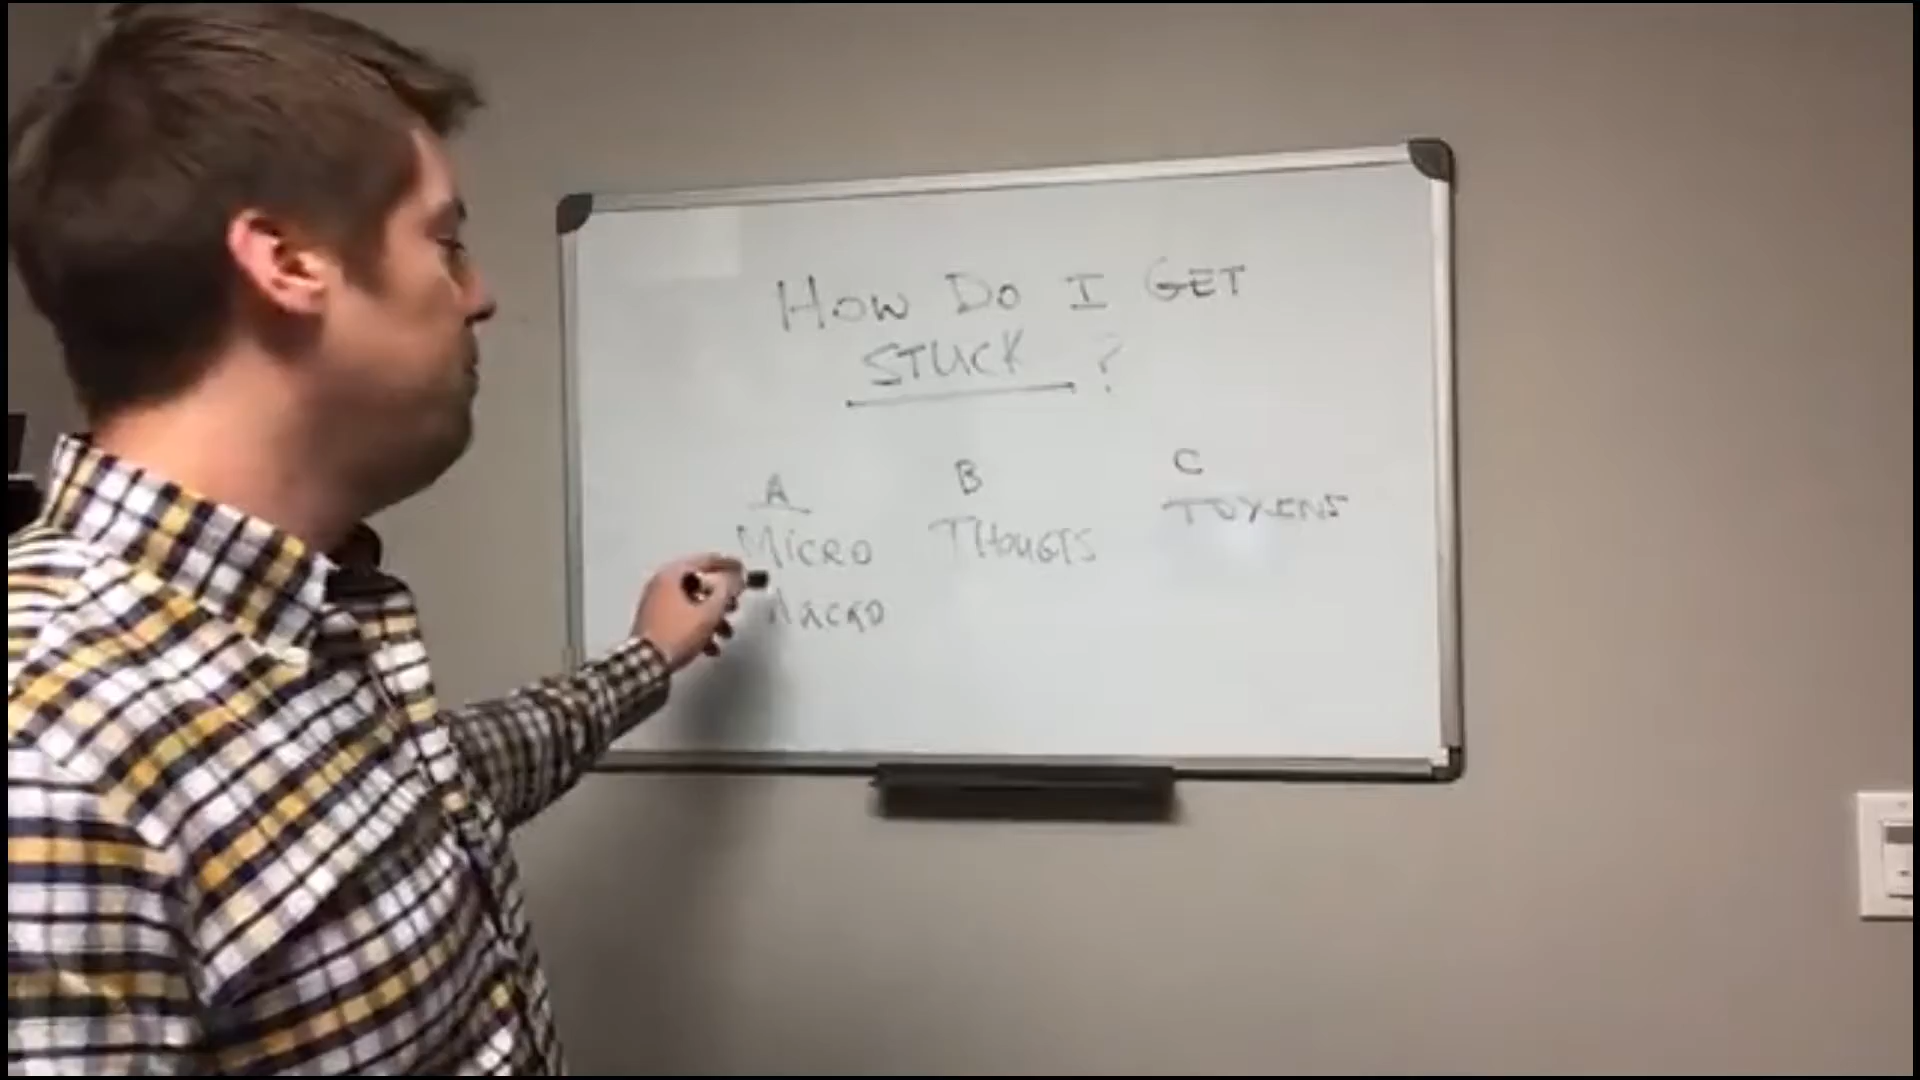 HOW DO I GET
STUCK ?
A
MICRO
MACRO
B
THOUGTS
C
TOKENS